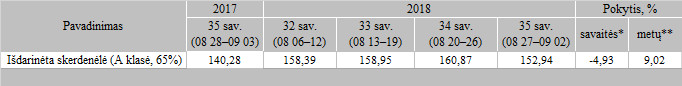 Pavadinimas 2017 2018 Pokytis, %
35 sav. (08 28–09 03) 32 sav. (08 06–12) 33 sav. (08 13–19) 34 sav. (08 20–26) 35 sav. (08 27–09 02) savaitės* metų**
Išdarinėta skerdenėlė (A klasė, 65%) 140,28 158,39 158,95 160,87 152,94 -4,93 9,02